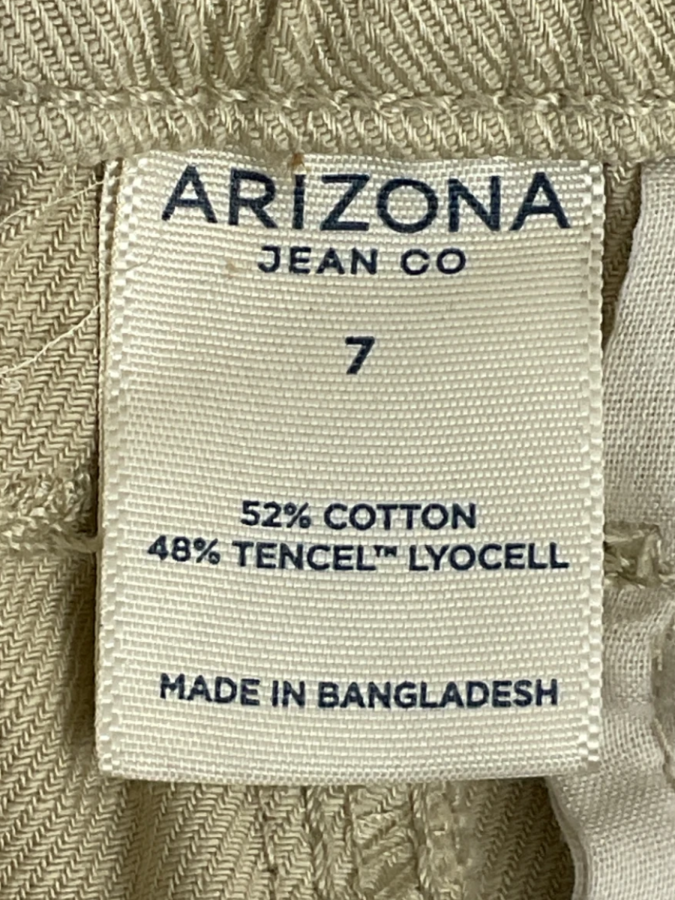 ARIZONA
JEAN CO
7
52% COTTON
48% TENCEL™ LYOCELL
MADE IN BANGLADESH